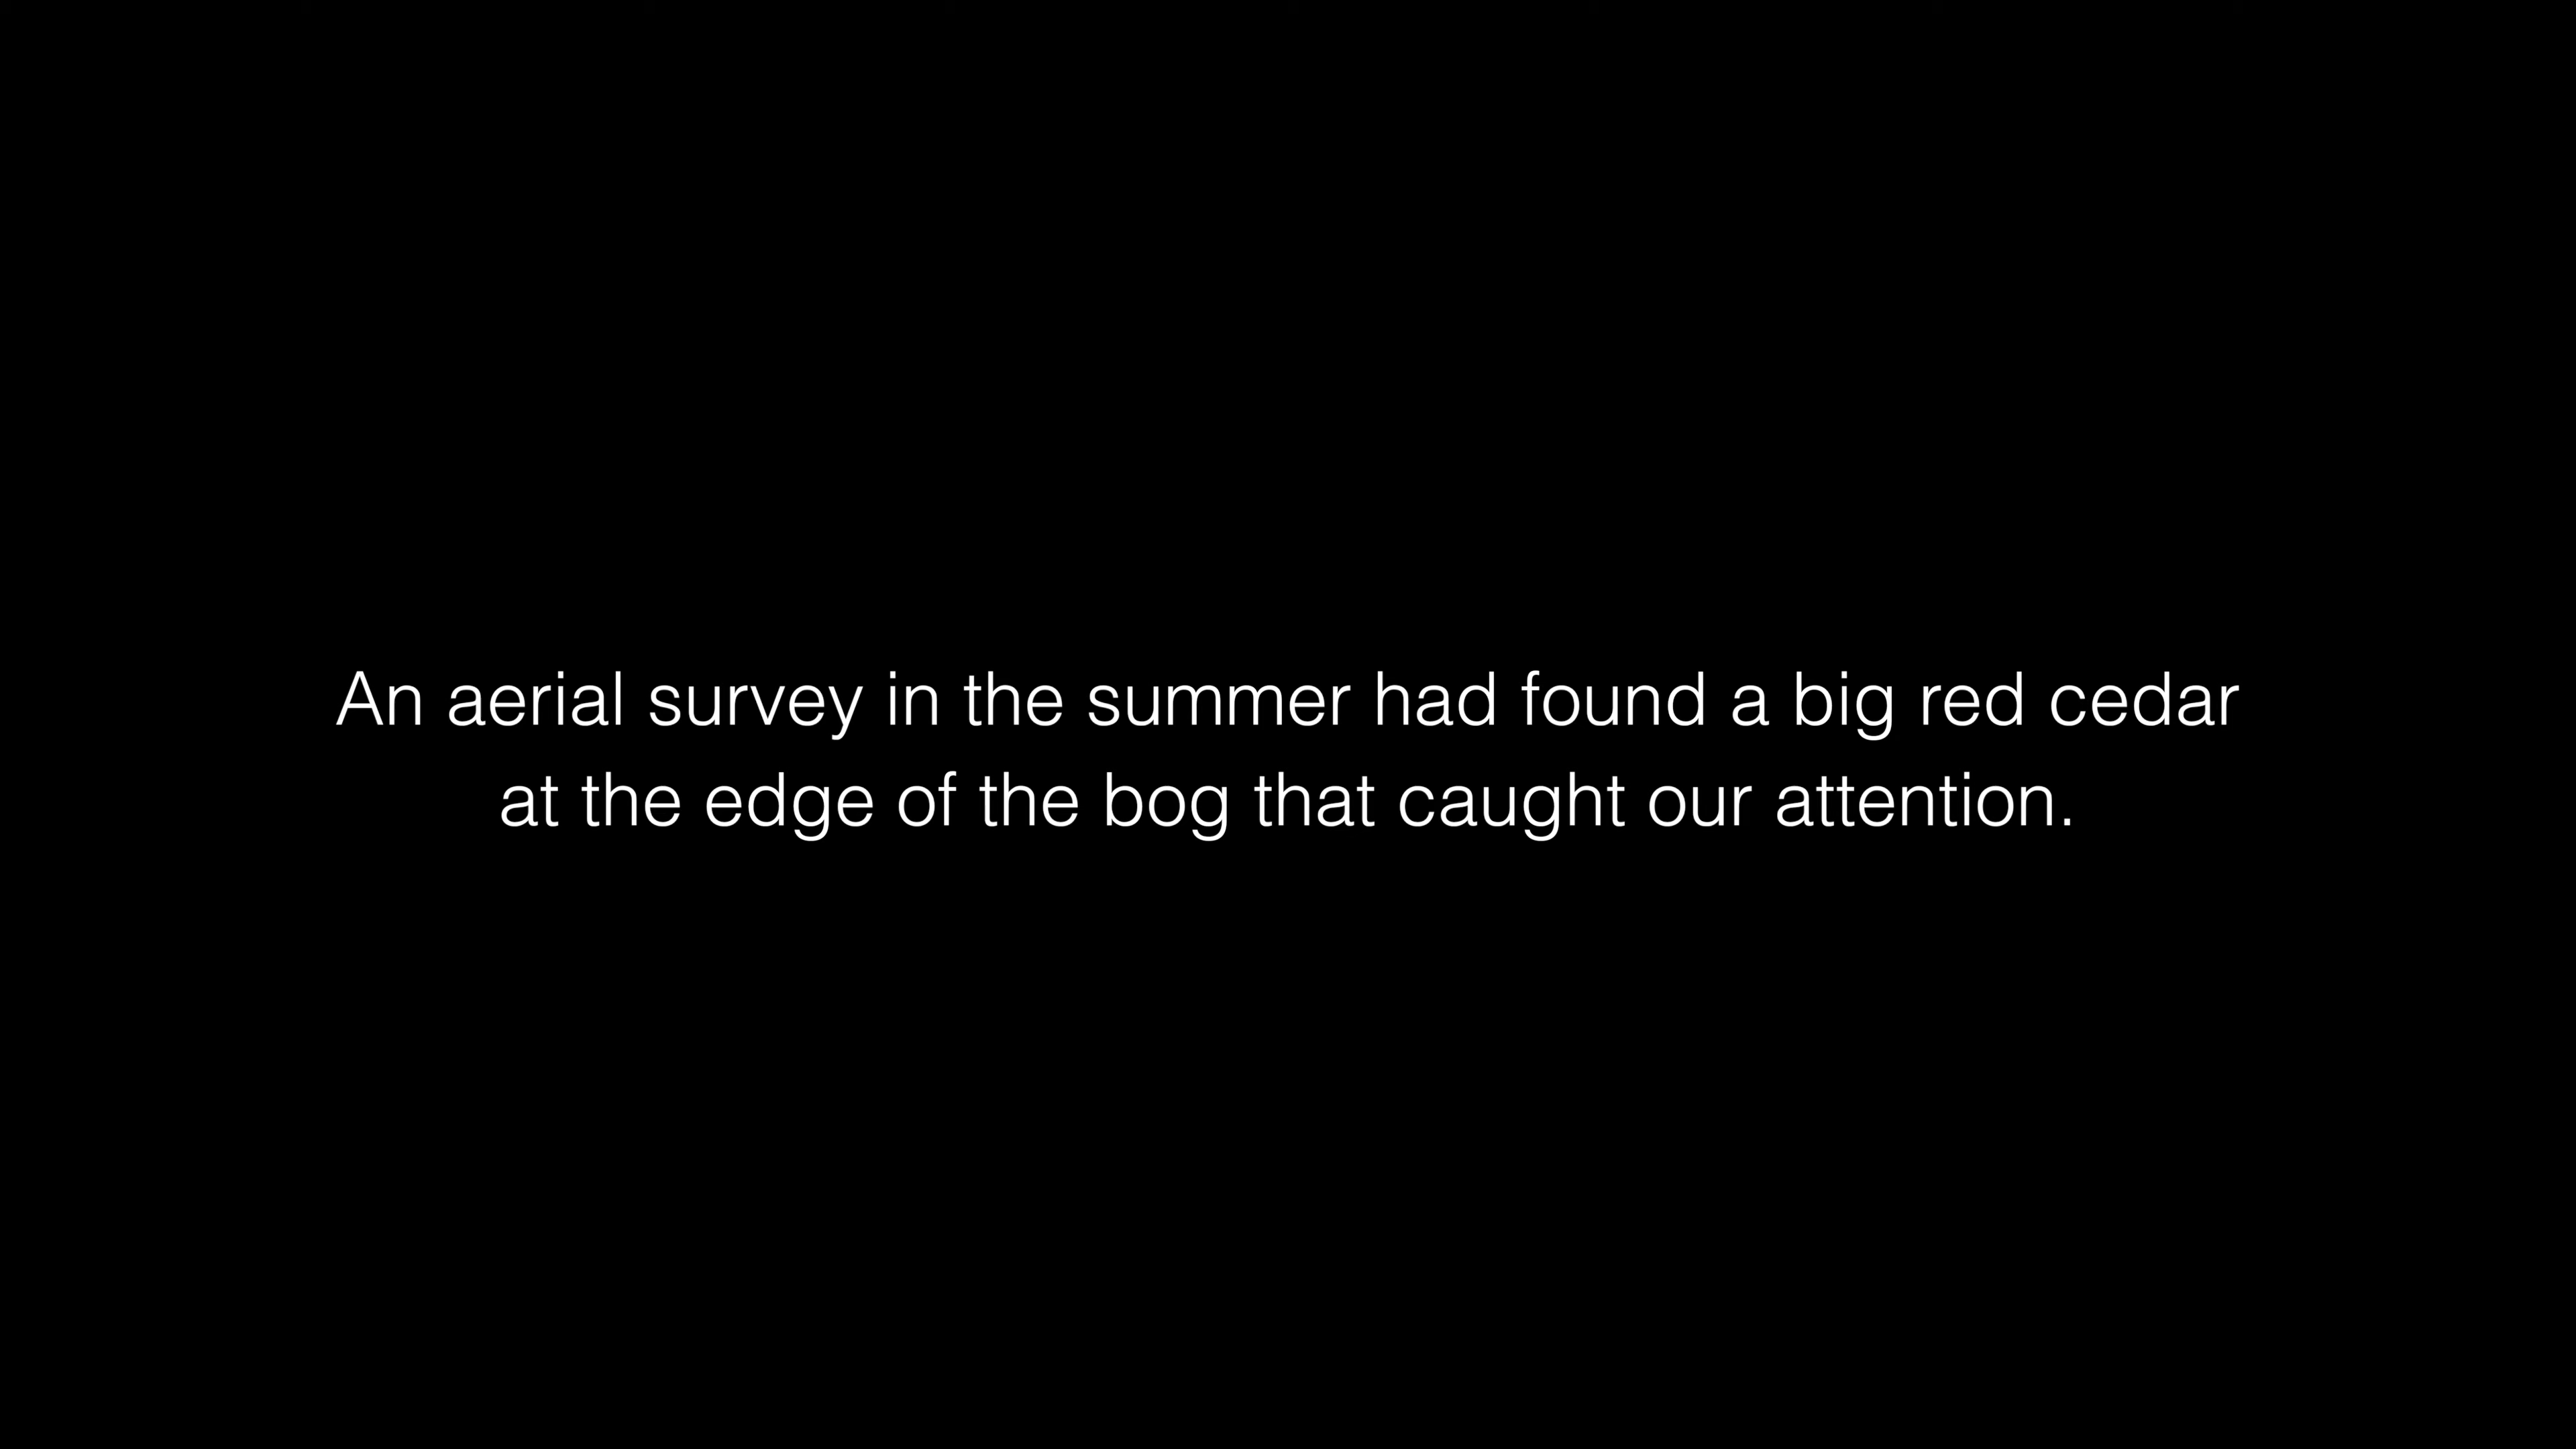 An aerial survey in the summer had found a big red cedar
at the edge of the bog that caught our attention.